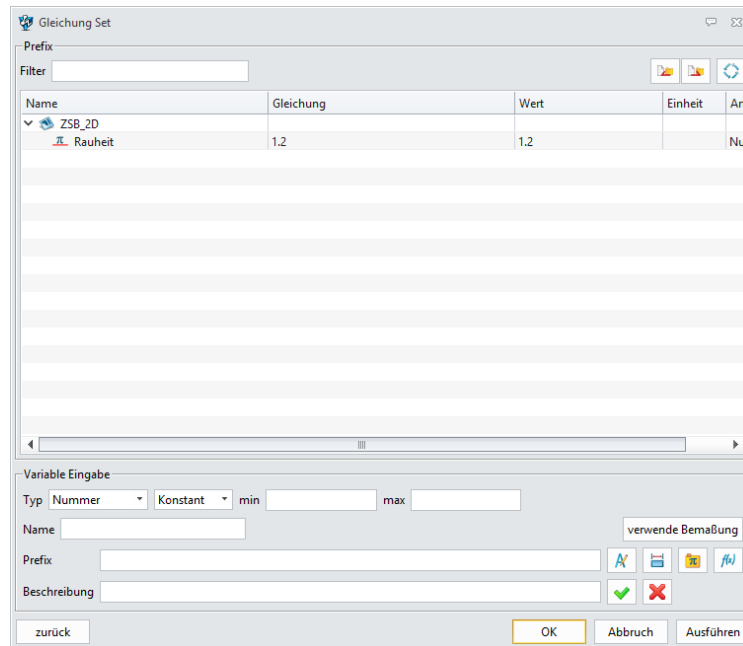 Gleichung Set
Prefix
Filter
Name Gleichung Wert Einheit
ZSB_2D
Rauheit 1.2 1.2
Variable Eingabe
Typ Nummer Konstant min max
Name verwende Bemaßung
Prefix f(x)
Beschreibung
zurück OK Abbruch Ausführen